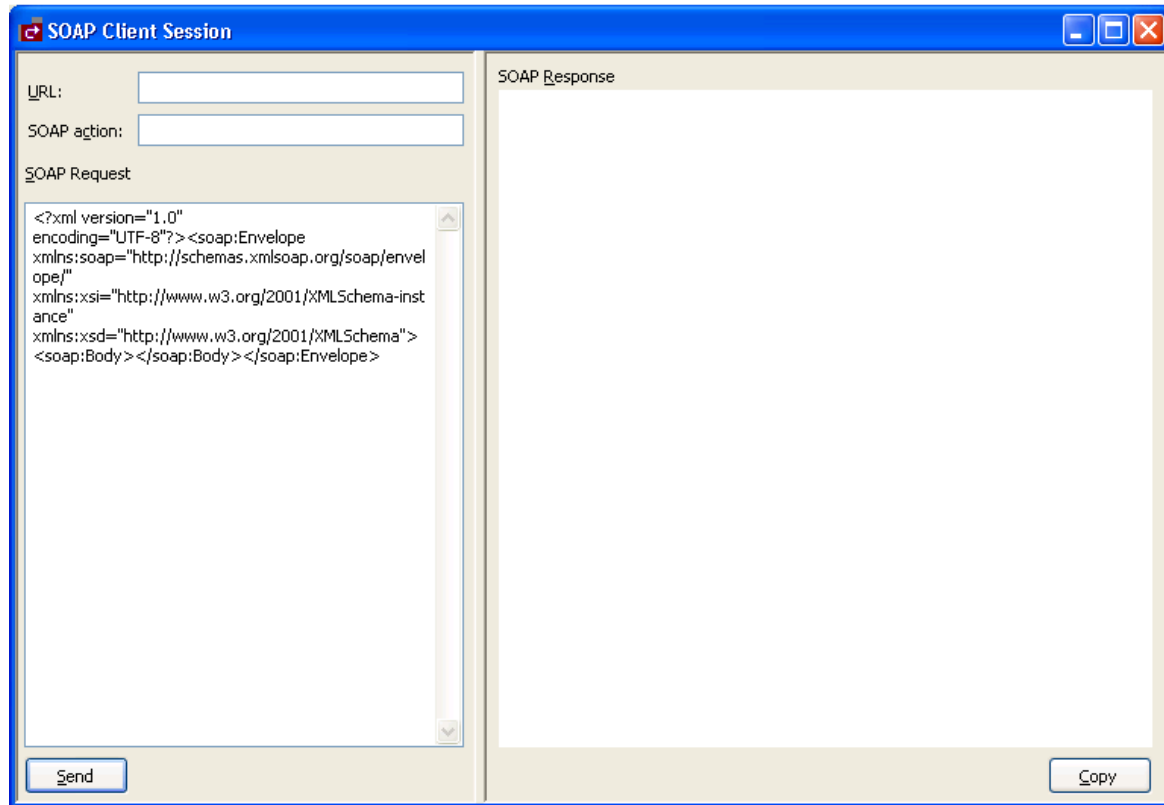 SOAP Client Session
URL:
SOAP action:
SOAP Request
<?xml version="1.0"
encoding="UTF-8"?><soap:Envelope
xmlns:soap="http://schemas.xmlsoap.org/soap/envel
ope/"
xmlns:xsi="http://www.w3.org/2001/XMLSchema-inst
ance"
xmlns:xsd="http://www.w3.org/2001/XMLSchema">
<soap:Body></soap:Body></soap:Envelope>
Send
SOAP Response
Copy